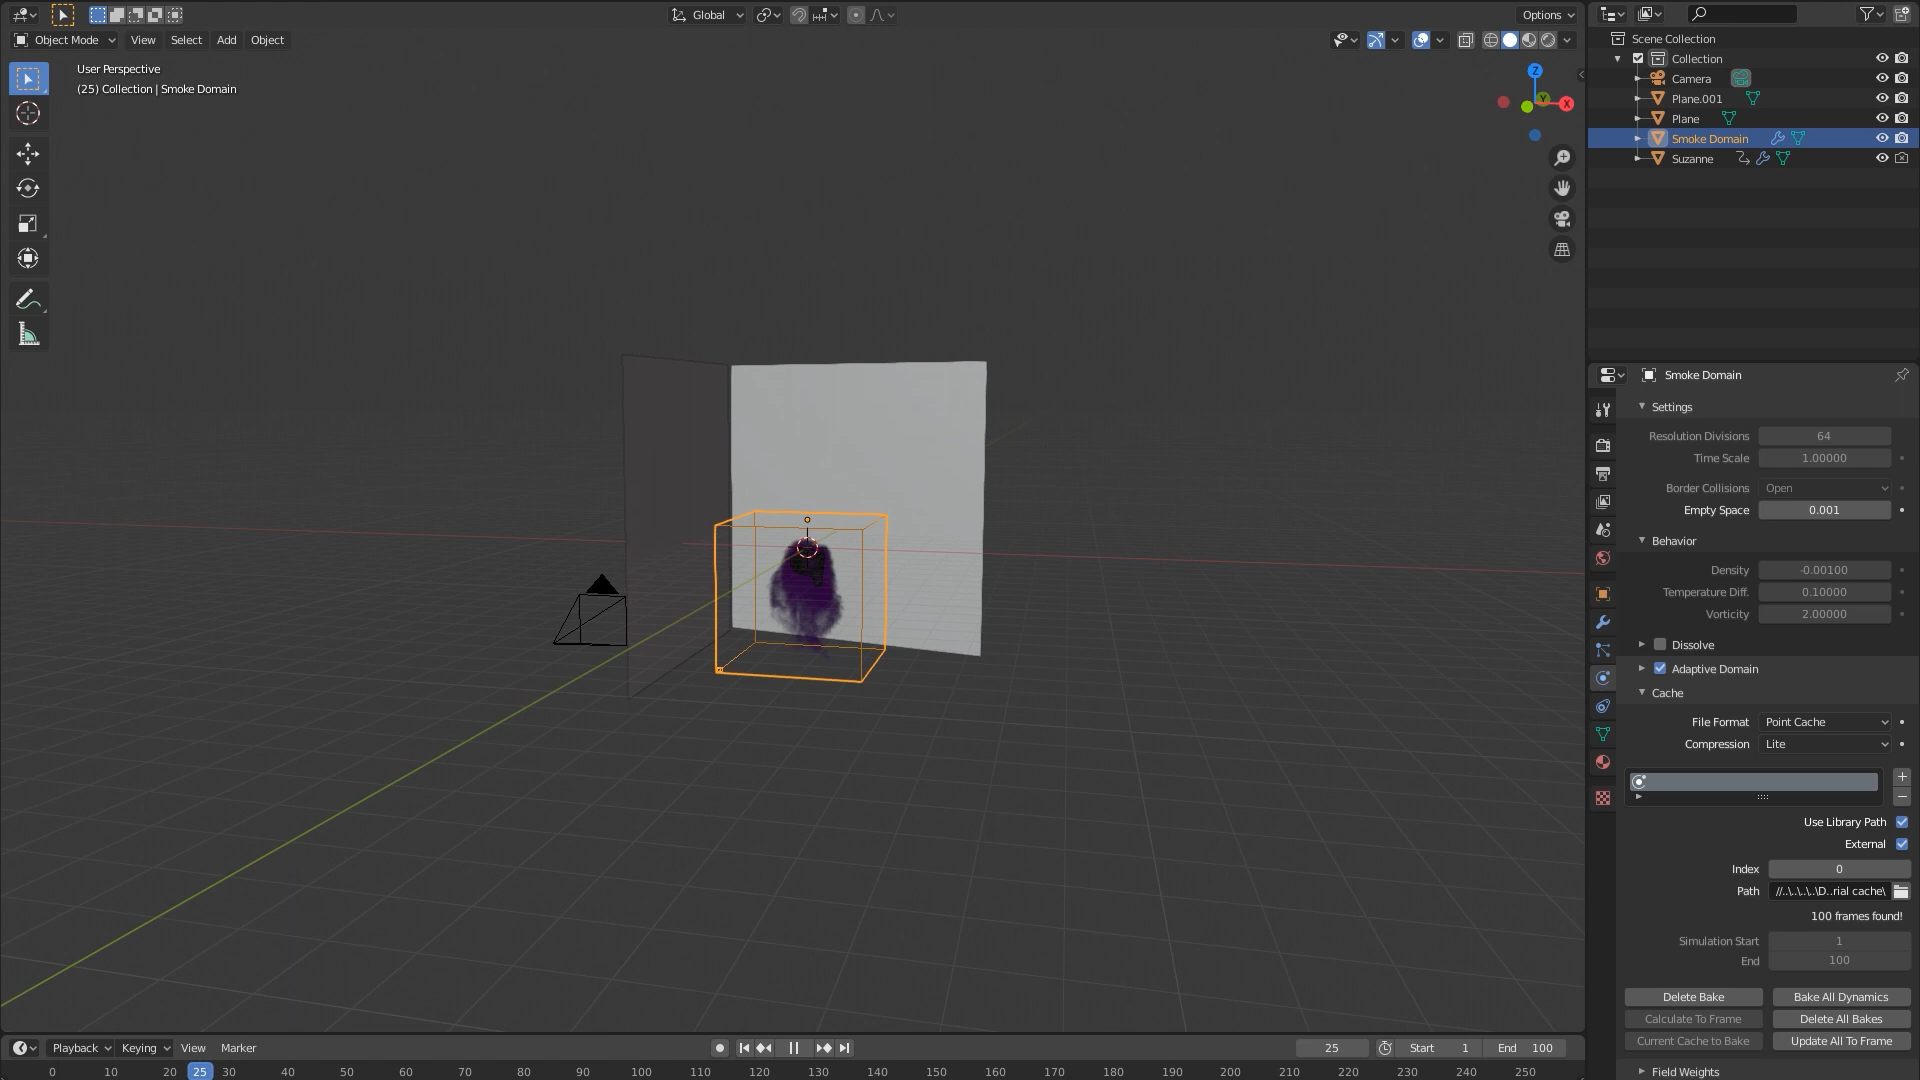 Global
Options
Object Mode
View
Select
Add
Object
User Perspective
(25) Collection | Smoke Domain
Z
Y
X
Scene Collection
Collection
Camera
Plane.001
Plane
Smoke Domain
Suzanne
Smoke Domain
Settings
Resolution Divisions 64
Time Scale 1.00000
Border Collisions Open
Empty Space 0.001
Behavior
Density -0.00100
Temperature Diff. 0.10000
Vorticity 2.00000
Dissolve
Adaptive Domain
Cache
File Format Point Cache
Compression Lite
Use Library Path
External
Index 0
Path //..\..\..\..\D..rial cache\
100 frames found!
Simulation Start 1
End 100
Delete Bake Bake All Dynamics
Calculate To Frame Delete All Bakes
Current Cache to Bake Update All To Frame
Field Weights
Playback Keying View Marker 25 Start 1 End 100
0 10 20 25 30 40 50 60 70 80 90 100 110 120 130 140 150 160 170 180 190 200 210 220 230 240 250